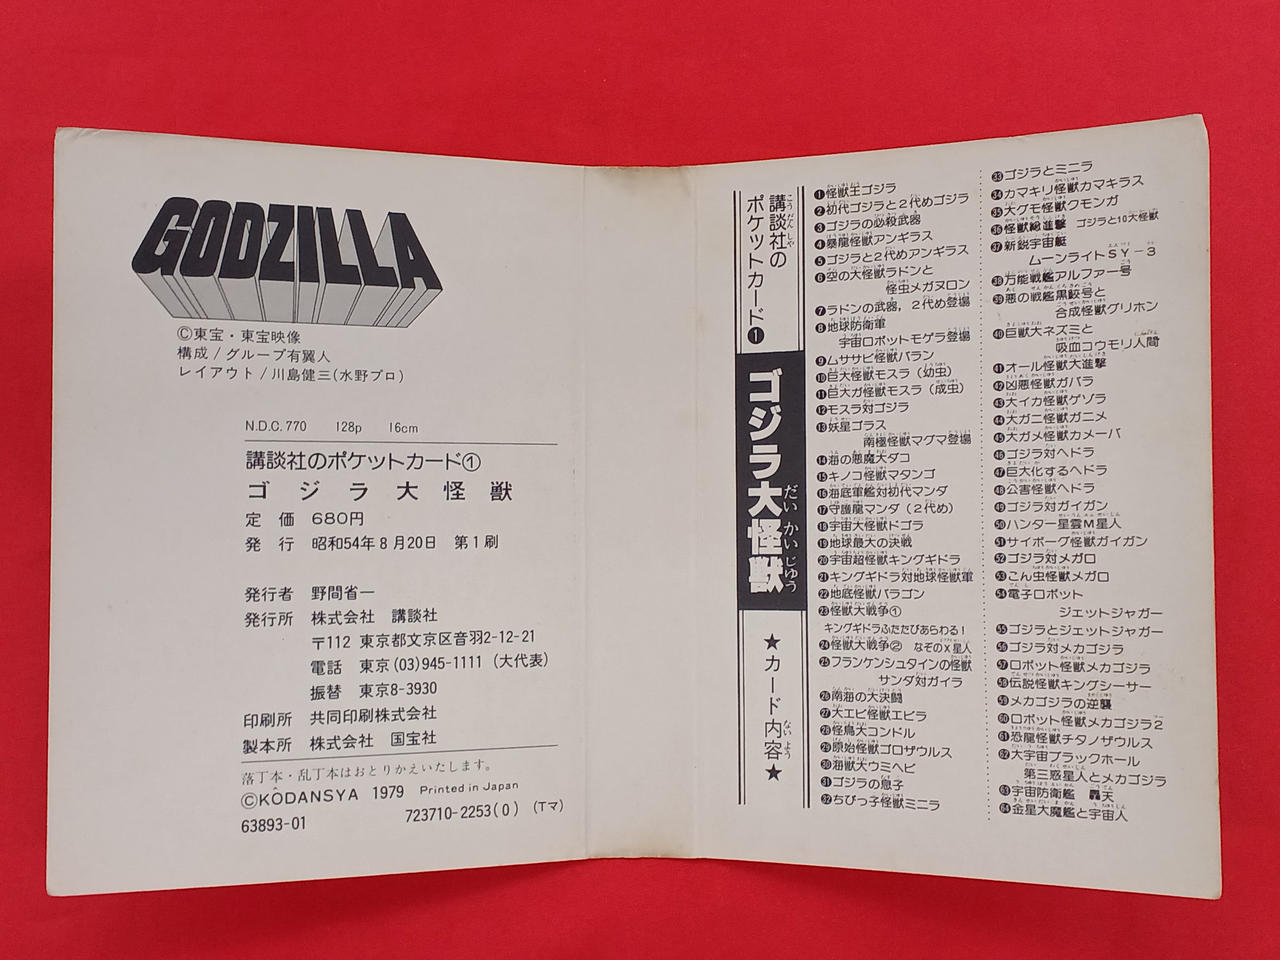 GODZILLA
©東宝・東宝映像
構成/グループ有翼人
レイアウト/川島健三(水野プロ)
N.D.C.770 128p 16cm
講談社のポケットカード①
ゴジラ大怪獣
定価 680円
発行 昭和54年8月20日 第1刷
発行者 野間省一
発行所 株式会社 講談社
〒112 東京都文京区音羽2-12-21
電話 東京(03)945-1111(大代表)
振替 東京8-3930
印刷所 共同印刷株式会社
製本所 株式会社 国宝社
落丁本・乱丁本はおとりかえいたします。
©KÔDANSYA 1979 Printed in Japan
63893-01 723710-2253(0) (Tマ)
講談社の
ポケットカード❶
ゴジラ大怪獣
だいかいじゅう
★カード内容★
❶怪獣王ゴジラ
❷初代ゴジラと2代めゴジラ
❸ゴジラの必殺武器
❹暴龍怪獣アンギラス
❺ゴジラと2代めアンギラス
❻空の大怪獣ラドンと
怪虫メガヌロン
❼ラドンの武器,2代め登場
❽地球防衛軍
宇宙ロボットモゲラ登場
❾ムササビ怪獣バラン
❿巨大怪獣モスラ(幼虫)
⓫巨大ガ怪獣モスラ(成虫)
⓬モスラ対ゴジラ
⓭妖星ゴラス
南極怪獣マグマ登場
⓮海の悪魔大ダコ
⓯キノコ怪獣マタンゴ
⓰海底軍艦対初代マンダ
⓱守護龍マンダ(2代め)
⓲宇宙大怪獣ドゴラ
⓳地球最大の決戦
⓴宇宙超怪獣キングギドラ
㉑キングギドラ対地球怪獣軍
㉒地底怪獣バラゴン
㉓怪獣大戦争①
キングギドラふたたびあらわる!
㉔怪獣大戦争② なぞのX星人
㉕フランケンシュタインの怪獣
サンダ対ガイラ
㉖南海の大決闘
㉗大エビ怪獣エビラ
㉘怪鳥大コンドル
㉙原始怪獣ゴロザウルス
㉚海獣大ウミヘビ
㉛ゴジラの息子
㉜ちびっ子怪獣ミニラ
㉝ゴジラとミニラ
㉞カマキリ怪獣カマキラス
㉟大グモ怪獣クモンガ
㊱怪獣総進撃 ゴジラと10大怪獣
㊲新鋭宇宙艇
ムーンライトSY-3
㊳万能戦艦アルファー号
㊴悪の戦艦黒鮫号と
合成怪獣グリホン
㊵巨獣大ネズミと
吸血コウモリ人間
㊶オール怪獣大進撃
㊷凶悪怪獣ガバラ
㊸大イカ怪獣ゲゾラ
㊹大ガニ怪獣ガニメ
㊺大ガメ怪獣カメーバ
㊻ゴジラ対ヘドラ
㊼巨大化するヘドラ
㊽公害怪獣ヘドラ
㊾ゴジラ対ガイガン
㊿ハンター星雲M星人
51サイボーグ怪獣ガイガン
52ゴジラ対メガロ
53こん虫怪獣メガロ
54電子ロボット
ジェットジャガー
55ゴジラとジェットジャガー
56ゴジラ対メカゴジラ
57ロボット怪獣メカゴジラ
58伝説怪獣キングシーサー
59メカゴジラの逆襲
60ロボット怪獣メカゴジラ2
61恐龍怪獣チタノザウルス
62大宇宙ブラックホール
第三惑星人とメカゴジラ
63宇宙防衛艦 轟天
64金星大魔艦と宇宙人